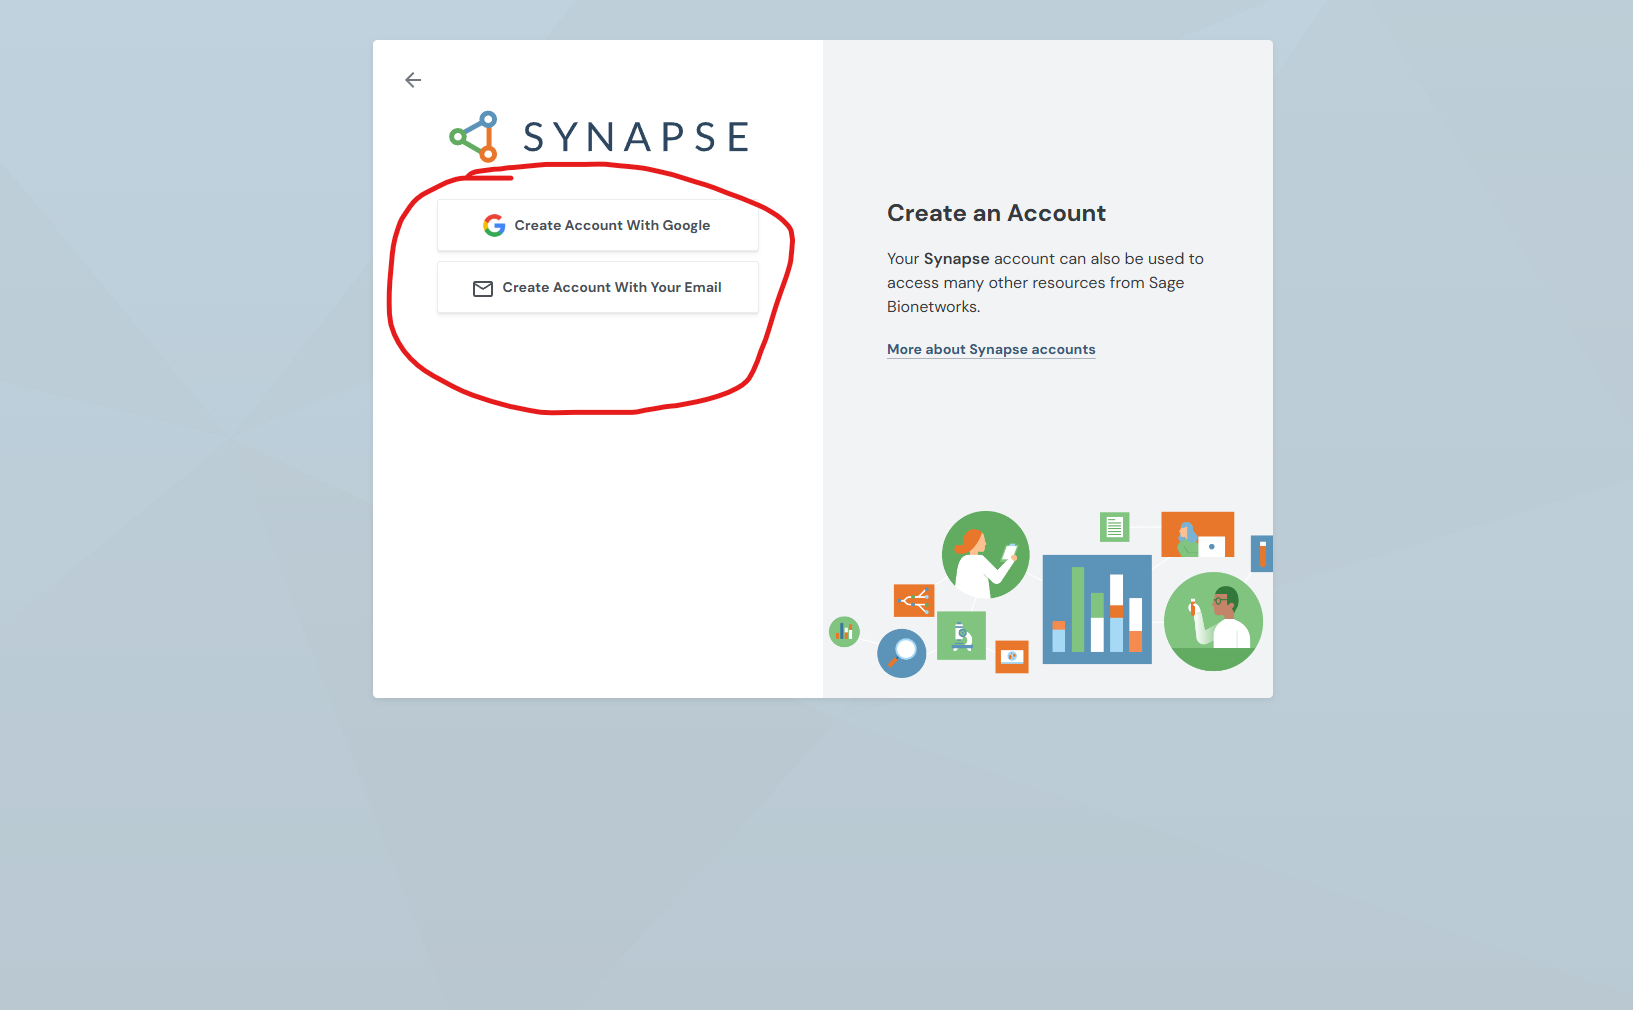 SYNAPSE
Create Account With Google
Create Account With Your Email
Create an Account
Your Synapse account can also be used to
access many other resources from Sage
Bionetworks.
More about Synapse accounts